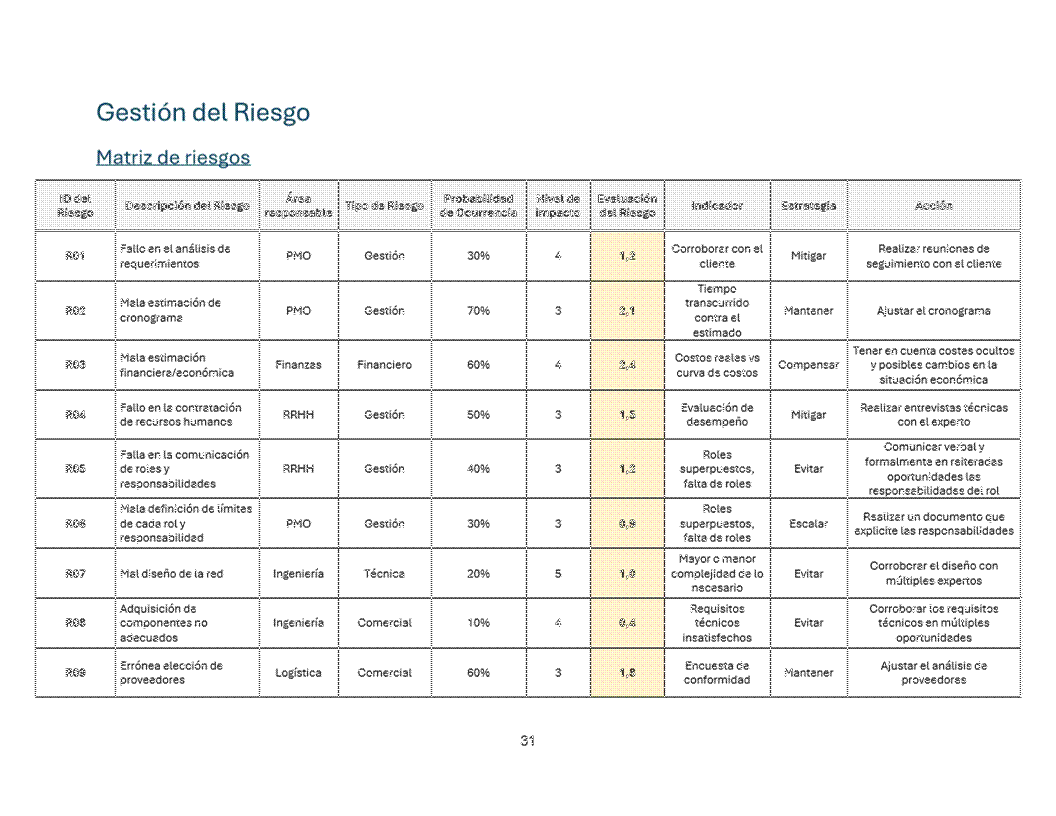 Gestión del Riesgo
Matriz de riesgos
ID del Riesgo | Descripción del Riesgo | Área responsable | Tipo de Riesgo | Probabilidad de Ocurrencia | Nivel de impacto | Evaluación del Riesgo | Indicador | Estrategia | Acción
R01 | Fallo en el análisis de requerimientos | PMO | Gestión | 30% | 4 | 1,2 | Corroborar con el cliente | Mitigar | Realizar reuniones de seguimiento con el cliente
R02 | Mala estimación de cronograma | PMO | Gestión | 70% | 3 | 2,1 | Tiempo transcurrido contra el estimado | Mantener | Ajustar el cronograma
R03 | Mala estimación financiera/económica | Finanzas | Financiero | 60% | 4 | 2,4 | Costos reales vs curva de costos | Compensar | Tener en cuenta costes ocultos y posibles cambios en la situación económica
R04 | Fallo en la contratación de recursos humanos | RRHH | Gestión | 50% | 3 | 1,5 | Evaluación de desempeño | Mitigar | Realizar entrevistas técnicas con el experto
R05 | Falla en la comunicación de roles y responsabilidades | RRHH | Gestión | 40% | 3 | 1,2 | Roles superpuestos, falta de roles | Evitar | Comunicar verbal y formalmente en reiteradas oportunidades las responsabilidades del rol
R06 | Mala definición de límites de cada rol y responsabilidad | PMO | Gestión | 30% | 3 | 0,9 | Roles superpuestos, falta de roles | Escalar | Realizar un documento que explicite las responsabilidades
R07 | Mal diseño de la red | Ingeniería | Técnica | 20% | 5 | 1,0 | Mayor o menor complejidad de lo necesario | Evitar | Corroborar el diseño con múltiples expertos
R08 | Adquisición de componentes no adecuados | Ingeniería | Comercial | 10% | 4 | 0,4 | Requisitos técnicos insatisfechos | Evitar | Corroborar los requisitos técnicos en múltiples oportunidades
R09 | Errónea elección de proveedores | Logística | Comercial | 60% | 3 | 1,8 | Encuesta de conformidad | Mantener | Ajustar el análisis de proveedores
31